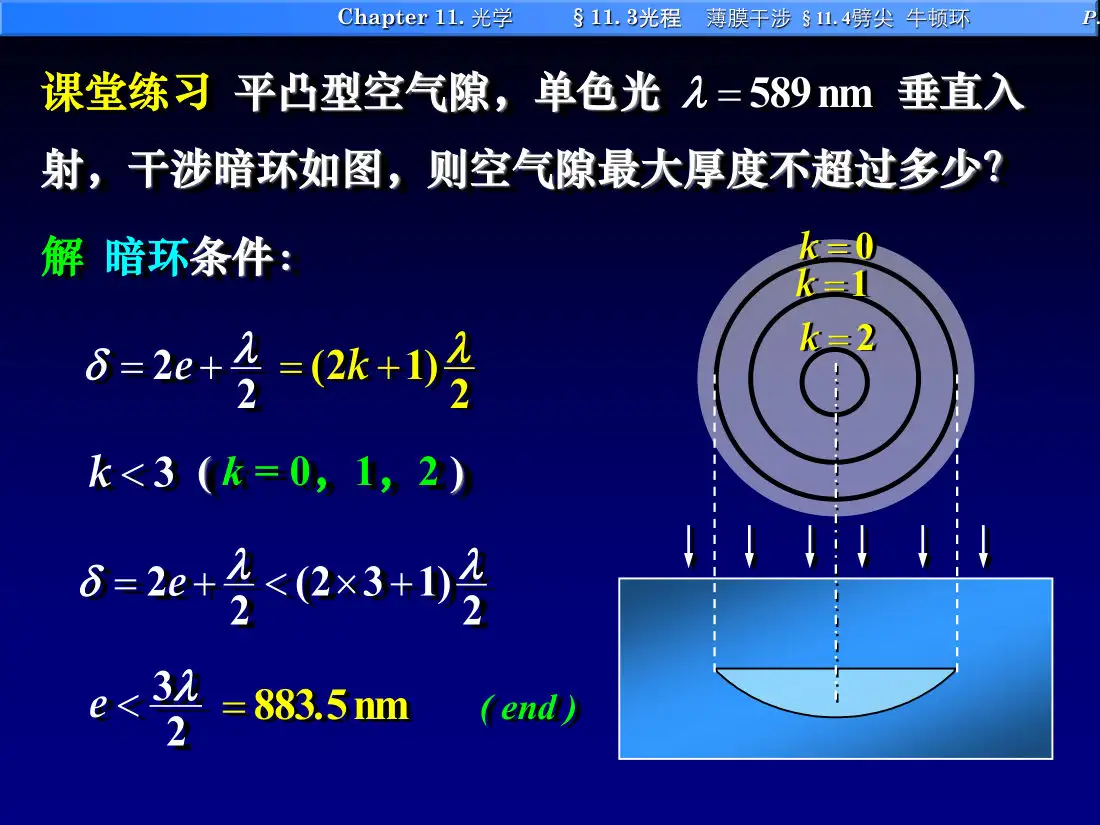 Chapter 11. 光学 §11. 3光程 薄膜干涉 §11. 4劈尖 牛顿环 P.
课堂练习 平凸型空气隙，单色光 λ = 589 nm 垂直入
射，干涉暗环如图，则空气隙最大厚度不超过多少？
解 暗环条件：
k = 0
k = 1
k = 2
δ = 2e + λ/2 = (2k + 1) λ/2
k < 3 ( k = 0，1，2 )
δ = 2e + λ/2 < (2 × 3 + 1) λ/2
e < 3λ/2 = 883.5 nm ( end )